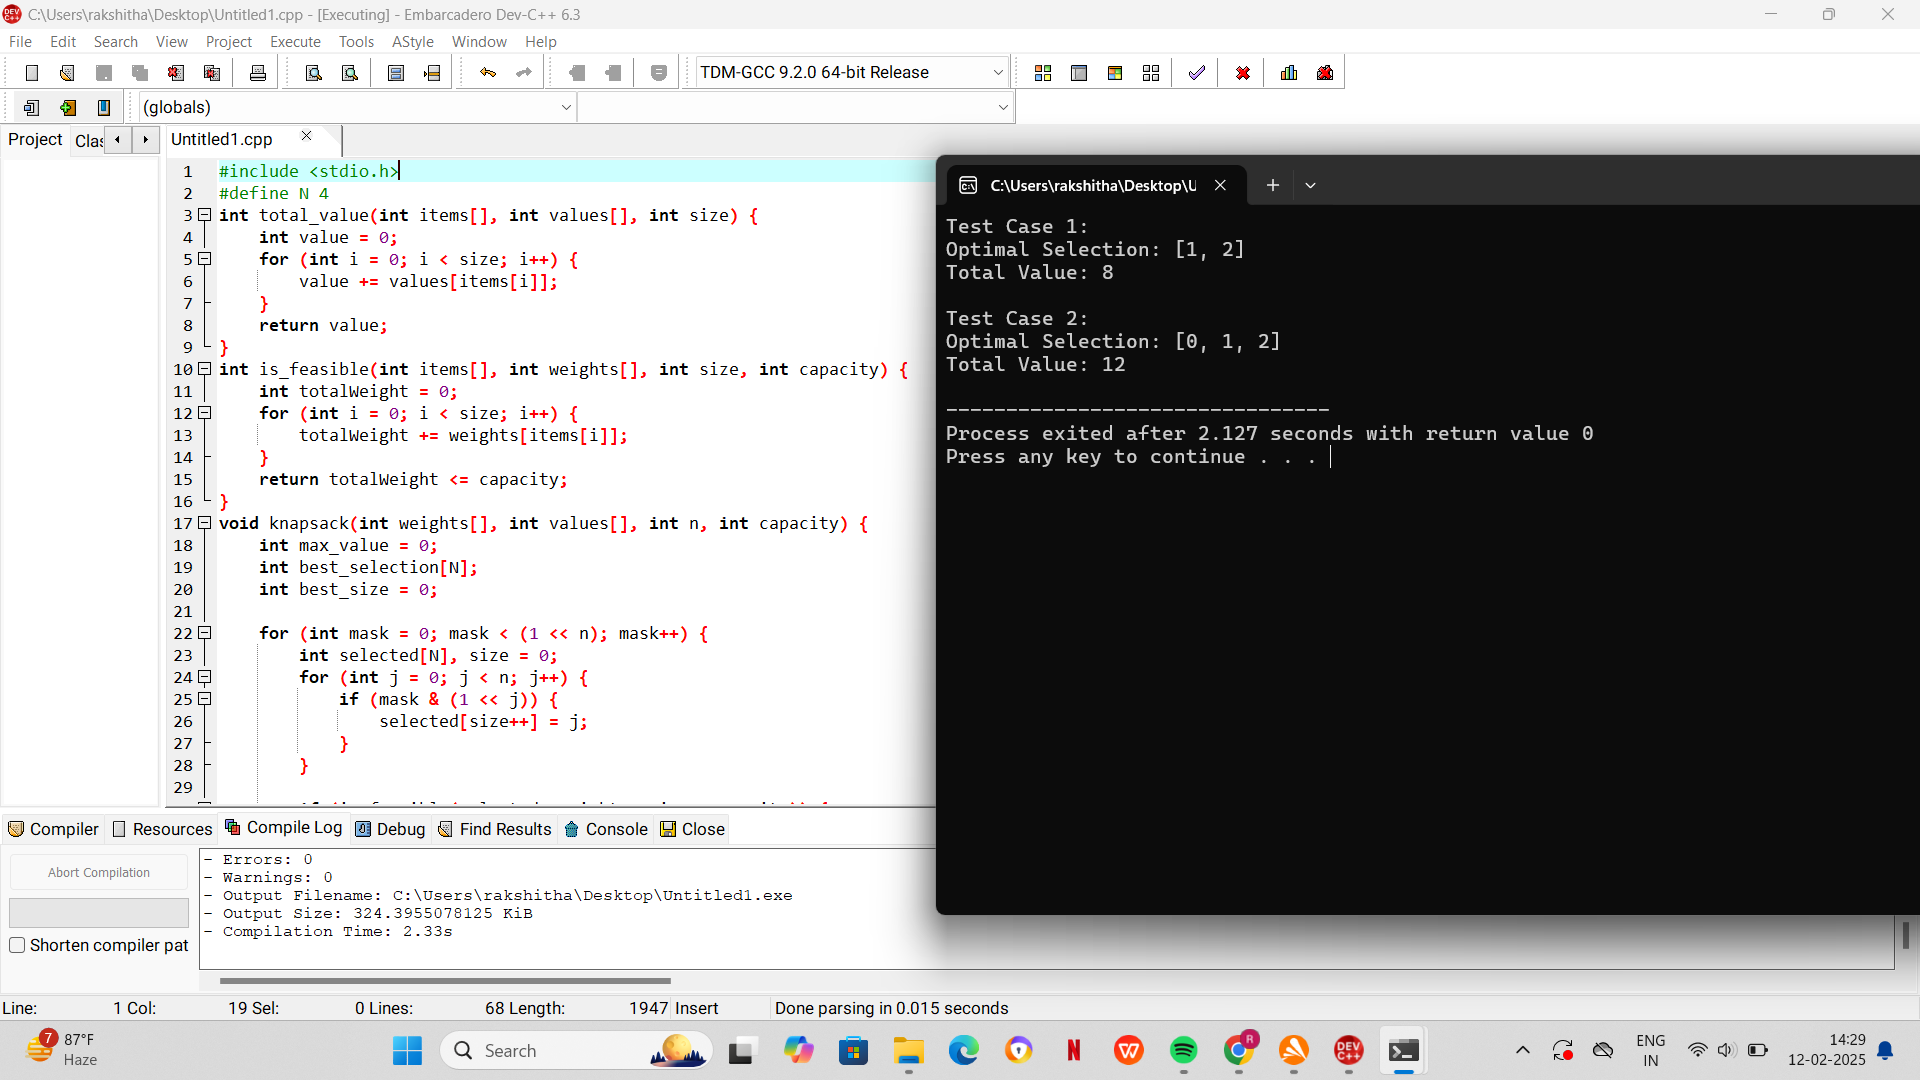 C:\Users\rakshitha\Desktop\Untitled1.cpp - [Executing] - Embarcadero Dev-C++ 6.3
File Edit Search View Project Execute Tools AStyle Window Help
TDM-GCC 9.2.0 64-bit Release
(globals)
Project Clas Untitled1.cpp
1 #include <stdio.h>
2 #define N 4
3 int total_value(int items[], int values[], int size) {
4 int value = 0;
5 for (int i = 0; i < size; i++) {
6 value += values[items[i]];
7 }
8 return value;
9 }
10 int is_feasible(int items[], int weights[], int size, int capacity) {
11 int totalWeight = 0;
12 for (int i = 0; i < size; i++) {
13 totalWeight += weights[items[i]];
14 }
15 return totalWeight <= capacity;
16 }
17 void knapsack(int weights[], int values[], int n, int capacity) {
18 int max_value = 0;
19 int best_selection[N];
20 int best_size = 0;
21
22 for (int mask = 0; mask < (1 << n); mask++) {
23 int selected[N], size = 0;
24 for (int j = 0; j < n; j++) {
25 if (mask & (1 << j)) {
26 selected[size++] = j;
27 }
28 }
29
C:\Users\rakshitha\Desktop\U
Test Case 1:
Optimal Selection: [1, 2]
Total Value: 8
Test Case 2:
Optimal Selection: [0, 1, 2]
Total Value: 12
--------------------------------
Process exited after 2.127 seconds with return value 0
Press any key to continue . . .
Compiler Resources Compile Log Debug Find Results Console Close
Abort Compilation
Shorten compiler pat
- Errors: 0
- Warnings: 0
- Output Filename: C:\Users\rakshitha\Desktop\Untitled1.exe
- Output Size: 324.3955078125 KiB
- Compilation Time: 2.33s
Line: 1 Col: 19 Sel: 0 Lines: 68 Length: 1947 Insert Done parsing in 0.015 seconds
7
87°F
Haze
Search
R
DEV C++
ENG
IN
14:29
12-02-2025